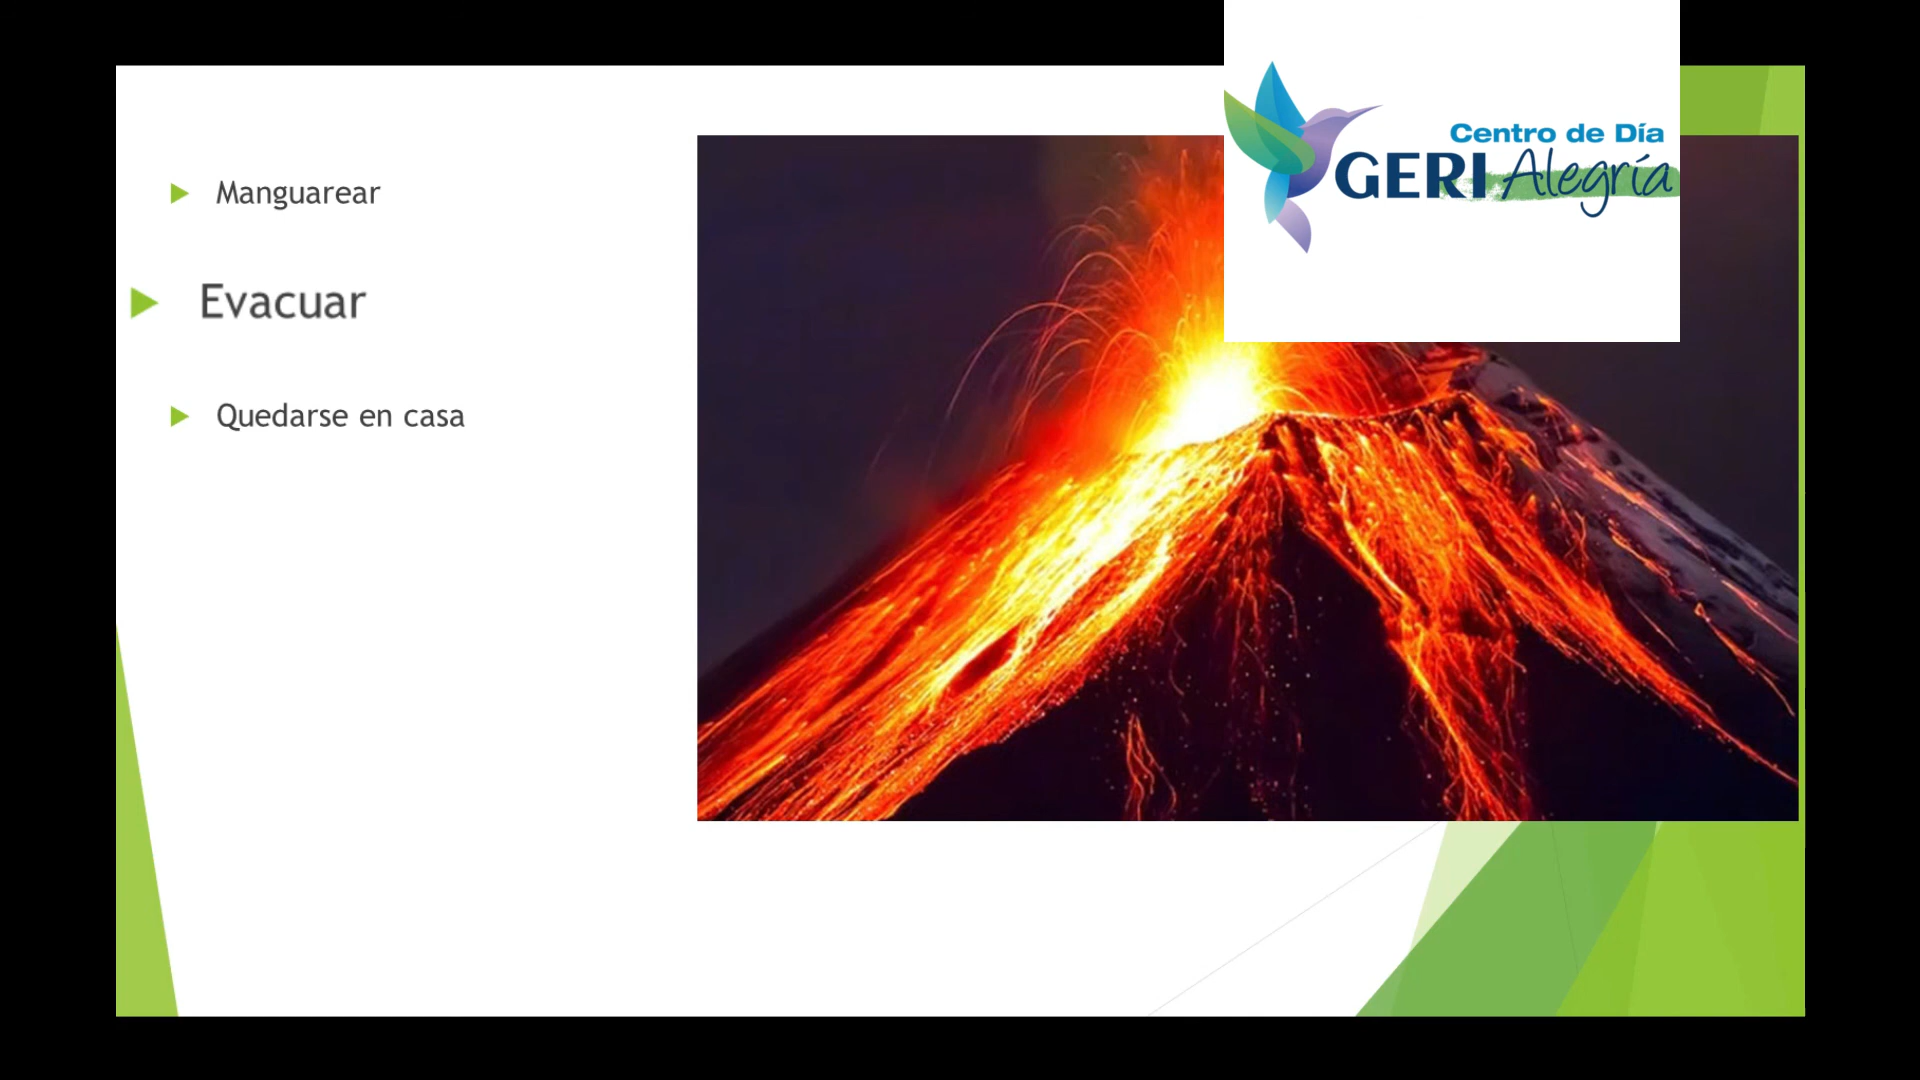 Centro de Día
GERI Alegría
Manguarear
Evacuar
Quedarse en casa